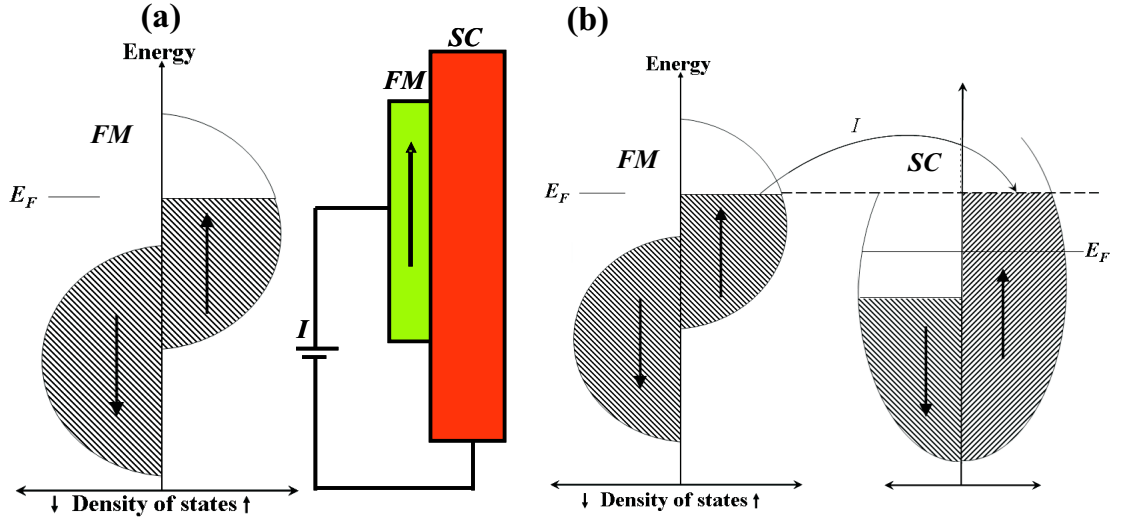 (a)
Energy
FM
E_F
↓ Density of states ↑
SC
FM
I
(b)
Energy
FM
E_F
I
SC
E_F
↓ Density of states ↑